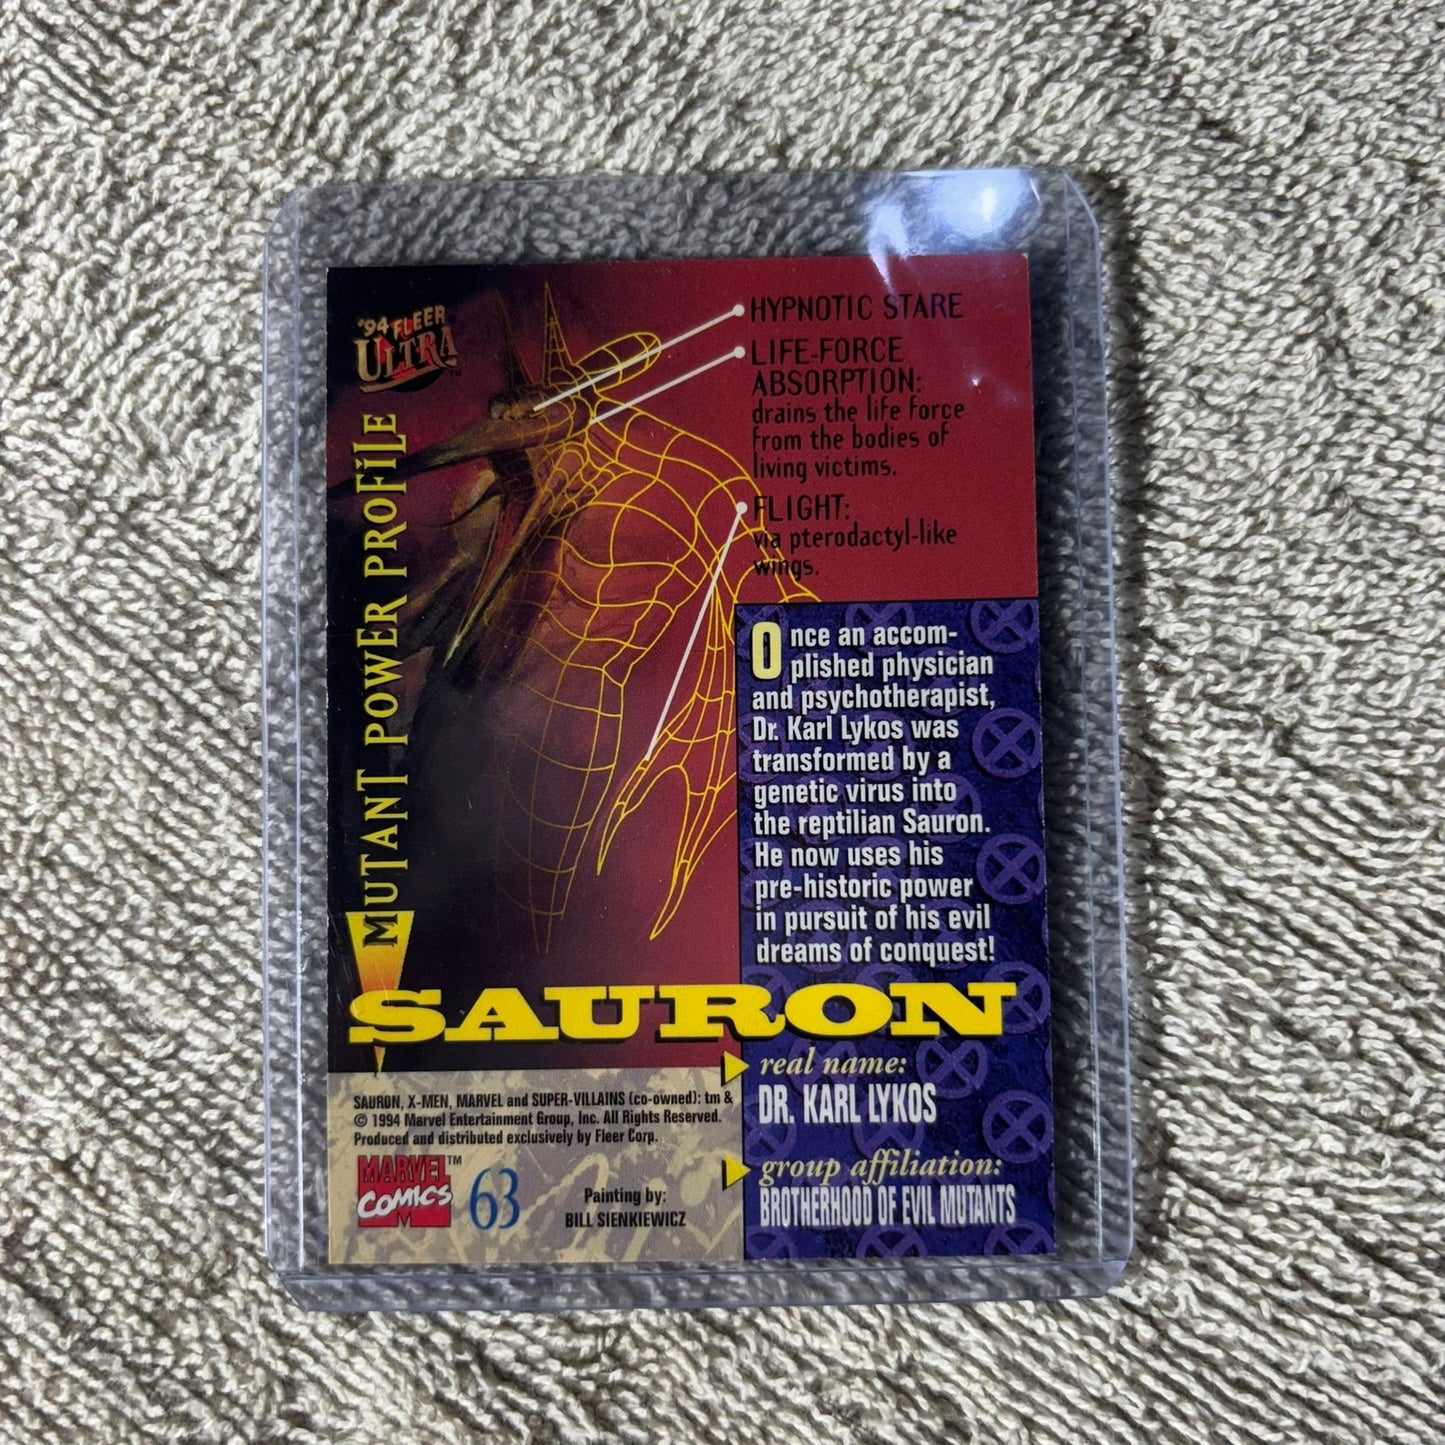 '94 FLEER
ULTRA™
MUTANT POWER PROFiLE
HYPNOTIC STARE
LIFE-FORCE
ABSORPTION:
drains the life force
from the bodies of
living victims.
FLIGHT:
via pterodactyl-like
wings.
Once an accom-
plished physician
and psychotherapist,
Dr. Karl Lykos was
transformed by a
genetic virus into
the reptilian Sauron.
He now uses his
pre-historic power
in pursuit of his evil
dreams of conquest!
SAURON
real name:
DR. KARL LYKOS
group affiliation:
BROTHERHOOD OF EVIL MUTANTS
SAURON, X-MEN, MARVEL and SUPER-VILLAINS (co-owned): tm &
© 1994 Marvel Entertainment Group, Inc. All Rights Reserved.
Produced and distributed exclusively by Fleer Corp.
MARVEL™
COMICS
M
63
Painting by:
BILL SIENKIEWICZ